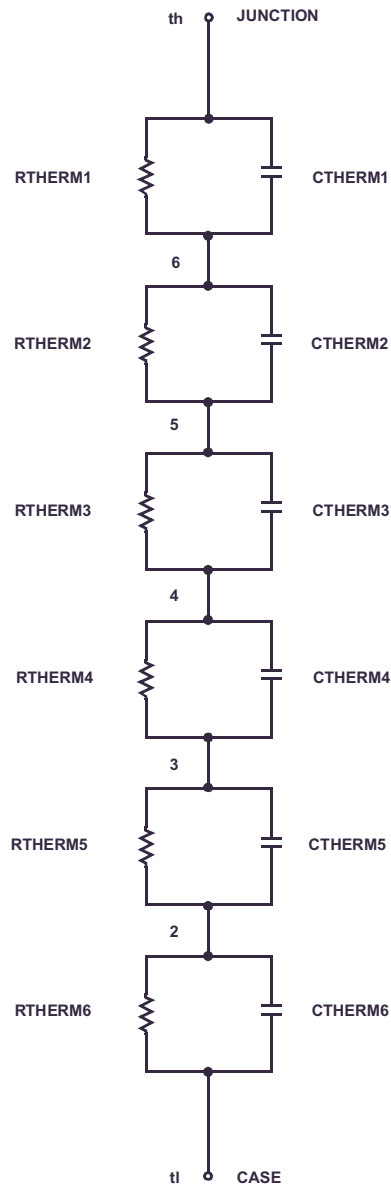 th JUNCTION
RTHERM1 CTHERM1
6
RTHERM2 CTHERM2
5
RTHERM3 CTHERM3
4
RTHERM4 CTHERM4
3
RTHERM5 CTHERM5
2
RTHERM6 CTHERM6
tl CASE